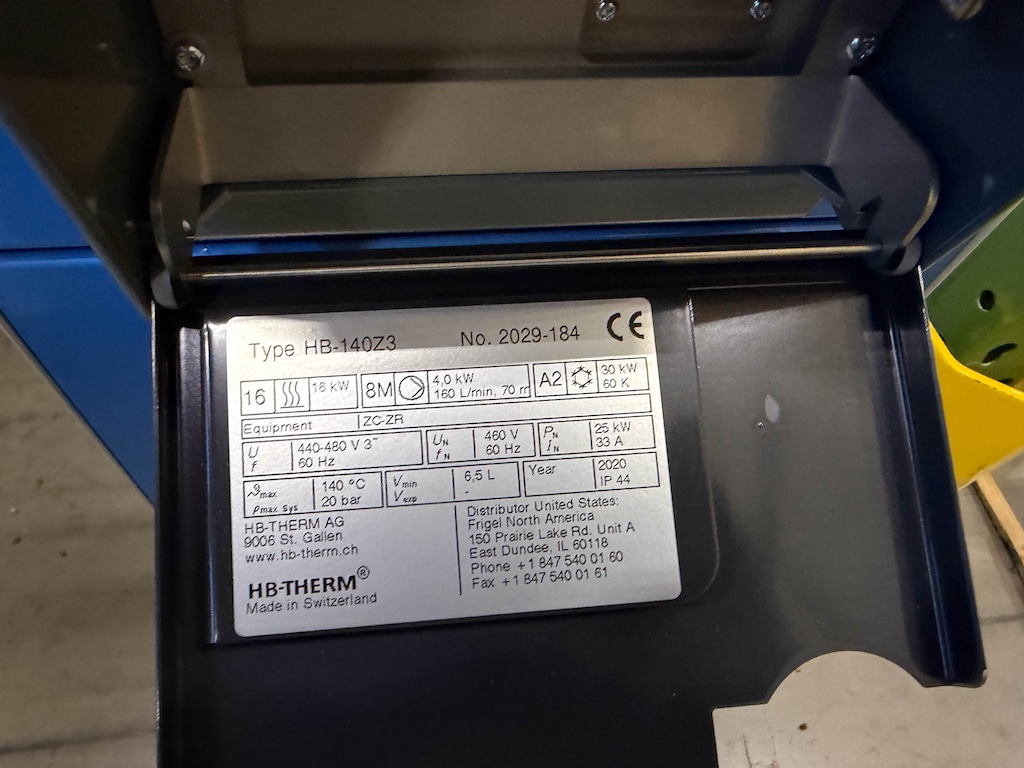 Type HB-140Z3 No. 2029-184 CE
16 16 kW 8M 4,0 kW A2 30 kW
160 L/min, 70 m 60 K
Equipment ZC-ZR
U 440-480 V 3~ UN 460 V PN 25 kW
f 60 Hz fN 60 Hz IN 33 A
ϑmax 140 °C Vmin 6,5 L Year 2020
pmax sys 20 bar Vexp - IP 44
HB-THERM AG
9006 St. Gallen
www.hb-therm.ch
HB-THERM®
Made in Switzerland
Distributor United States:
Frigel North America
150 Prairie Lake Rd. Unit A
East Dundee, IL 60118
Phone +1 847 540 01 60
Fax +1 847 540 01 61